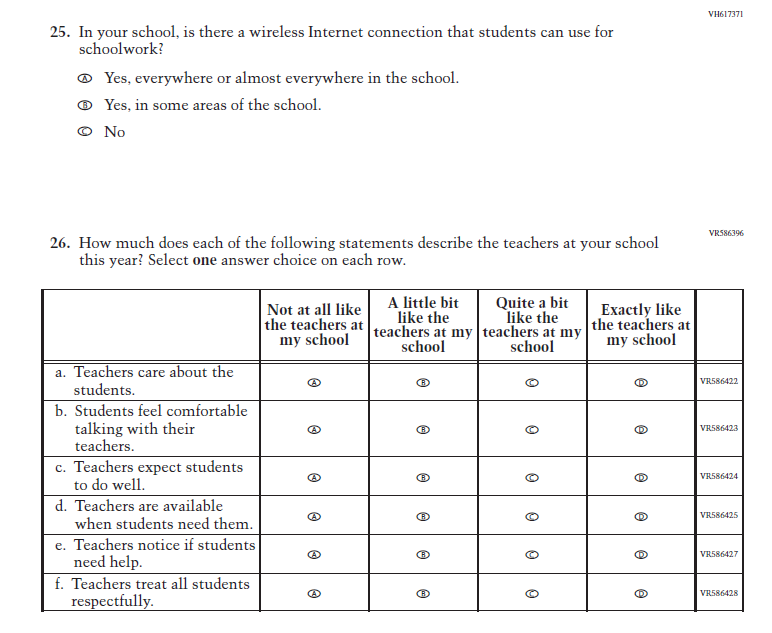 VH617371
25. In your school, is there a wireless Internet connection that students can use for
schoolwork?
Ⓐ Yes, everywhere or almost everywhere in the school.
Ⓑ Yes, in some areas of the school.
Ⓒ No
VR586396
26. How much does each of the following statements describe the teachers at your school
this year? Select one answer choice on each row.
Not at all like
the teachers at
my school
A little bit
like the
teachers at my
school
Quite a bit
like the
teachers at my
school
Exactly like
the teachers at
my school
a. Teachers care about the
students.
Ⓐ Ⓑ Ⓒ Ⓓ VR586422
b. Students feel comfortable
talking with their
teachers.
Ⓐ Ⓑ Ⓒ Ⓓ VR586423
c. Teachers expect students
to do well.
Ⓐ Ⓑ Ⓒ Ⓓ VR586424
d. Teachers are available
when students need them.
Ⓐ Ⓑ Ⓒ Ⓓ VR586425
e. Teachers notice if students
need help.
Ⓐ Ⓑ Ⓒ Ⓓ VR586427
f. Teachers treat all students
respectfully.
Ⓐ Ⓑ Ⓒ Ⓓ VR586428